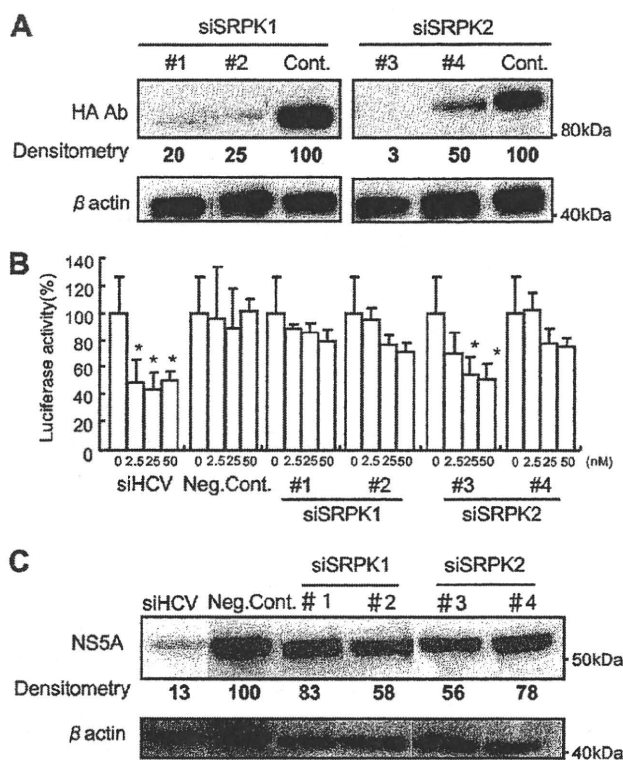 A
siSRPK1 siSRPK2
#1 #2 Cont. #3 #4 Cont.
HA Ab
80kDa
Densitometry 20 25 100 3 50 100
β actin
40kDa
B
Luciferase activity(%)
140
120
100
80
60
40
20
0
* * * * *
0 2.5 25 50 0 2.5 25 50 0 2.5 25 50 0 2.5 25 50 0 2.5 25 50 0 2.5 25 50 (nM)
siHCV Neg.Cont. #1 #2 #3 #4
siSRPK1 siSRPK2
C
siSRPK1 siSRPK2
siHCV Neg.Cont. #1 #2 #3 #4
NS5A
50kDa
Densitometry 13 100 83 58 56 78
β actin
40kDa